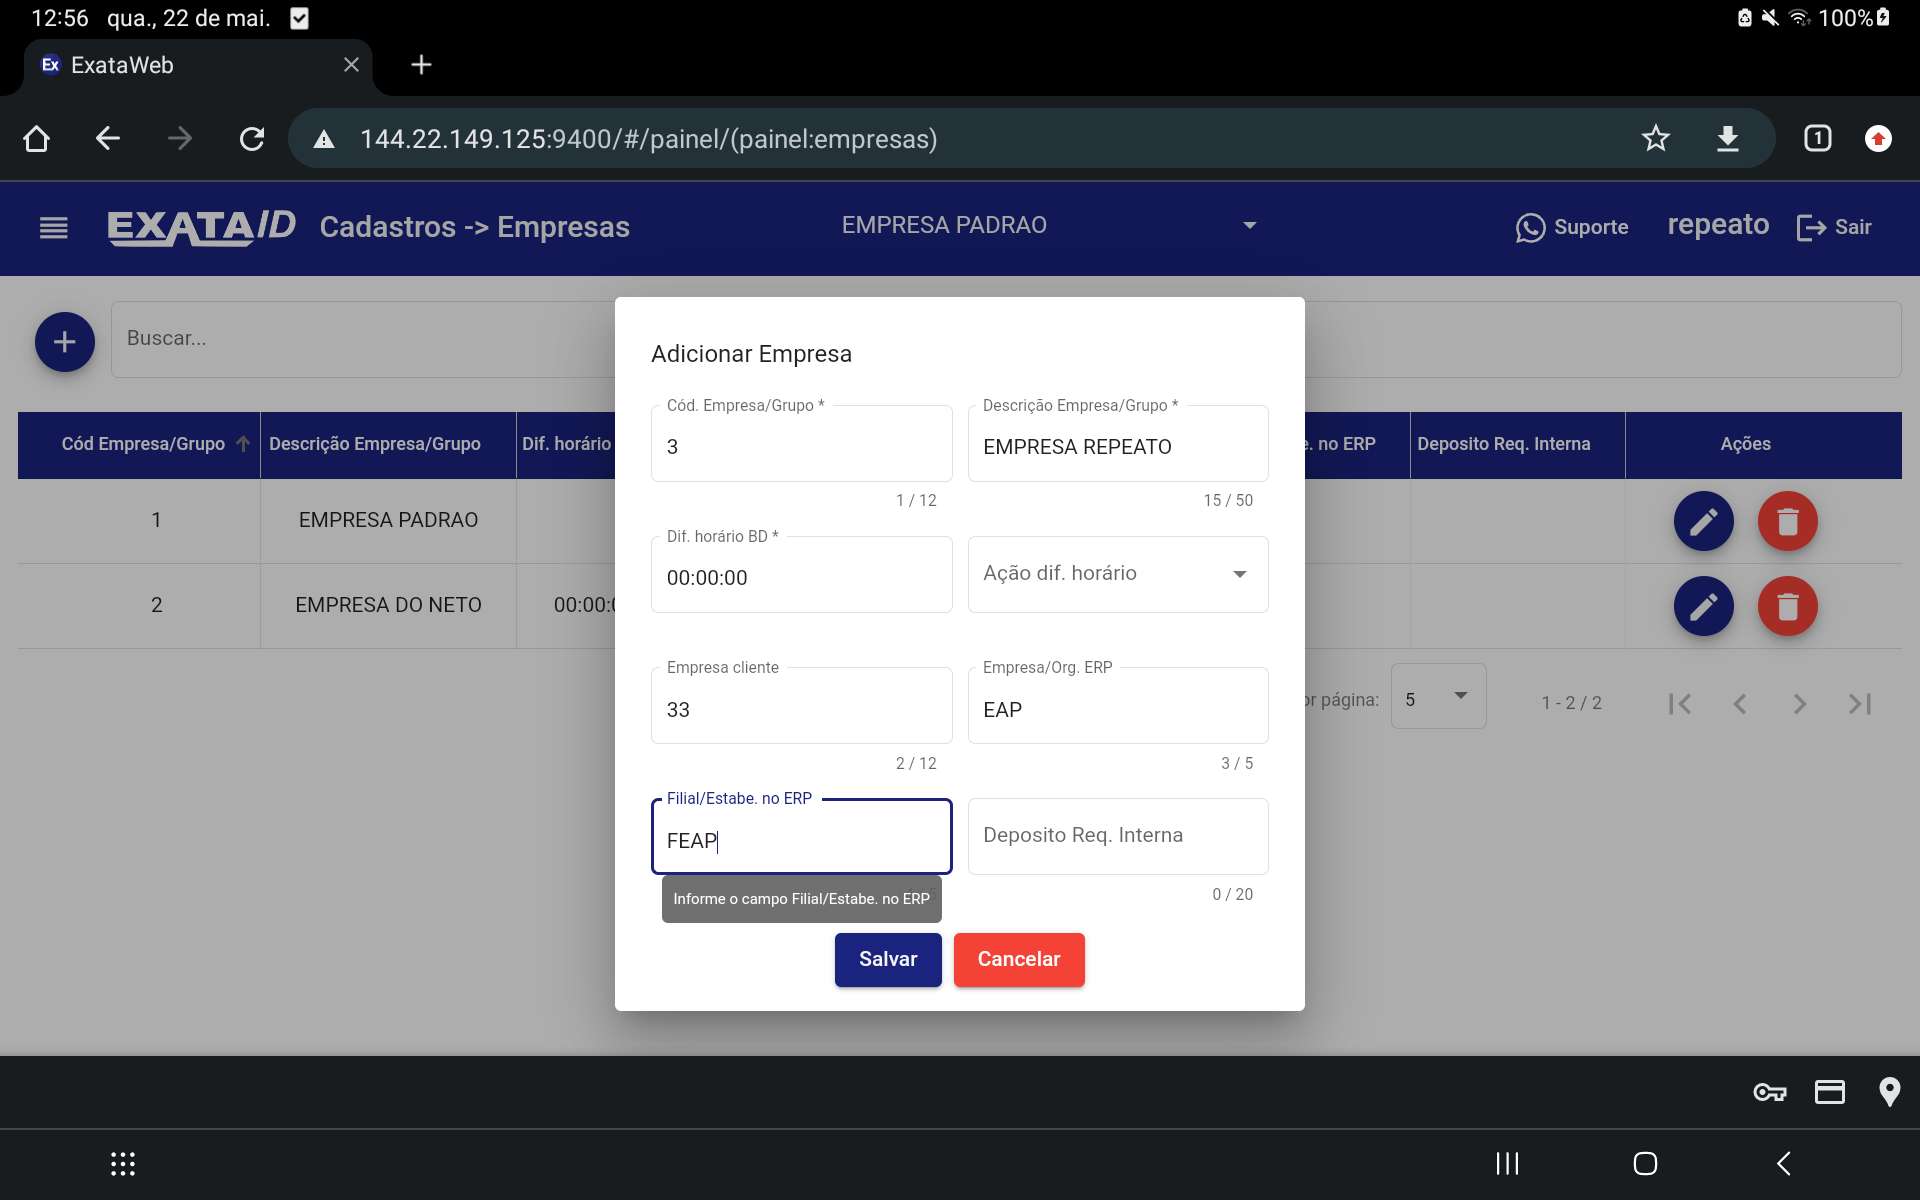 12:56 qua., 22 de mai. 100%
Ex ExataWeb
144.22.149.125:9400/#/painel/(painel:empresas) 1
EXATA/ID Cadastros -> Empresas EMPRESA PADRAO Suporte repeato Sair
Buscar...
Cód Empresa/Grupo Descrição Empresa/Grupo Dif. horário e. no ERP Deposito Req. Interna Ações
1 EMPRESA PADRAO
2 EMPRESA DO NETO 00:00:0
or página: 5 1 - 2 / 2
Adicionar Empresa
Cód. Empresa/Grupo * Descrição Empresa/Grupo *
3 EMPRESA REPEATO
1 / 12 15 / 50
Dif. horário BD *
00:00:00 Ação dif. horário
Empresa cliente Empresa/Org. ERP
33 EAP
2 / 12 3 / 5
Filial/Estabe. no ERP
FEAP Deposito Req. Interna
Informe o campo Filial/Estabe. no ERP 0 / 20
Salvar Cancelar